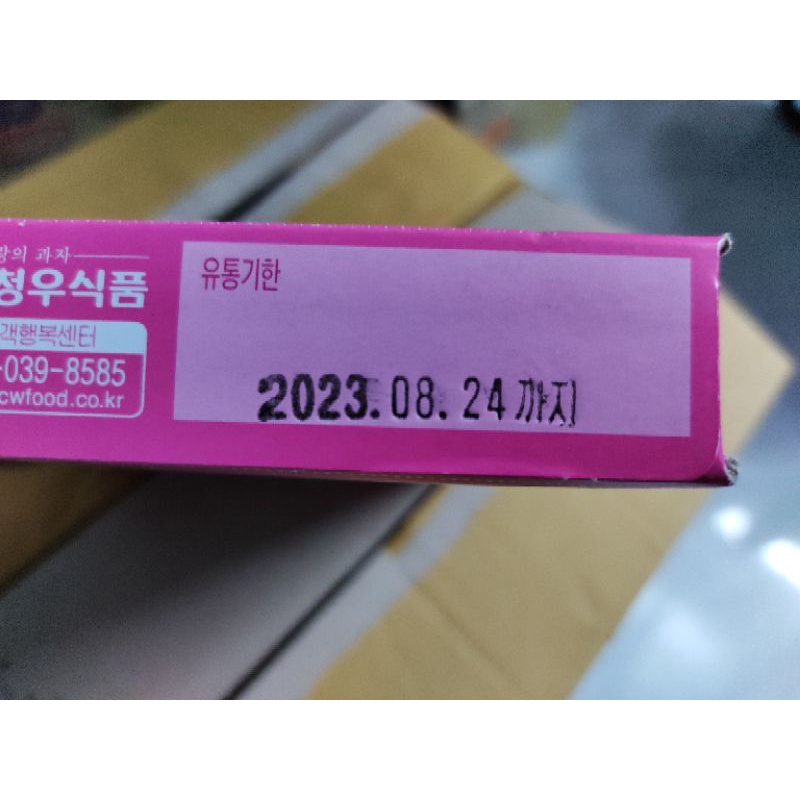 의 과자
청우식품
객행복센터
-039-8585
cwfood.co.kr
유통기한
2023.08.24 까지